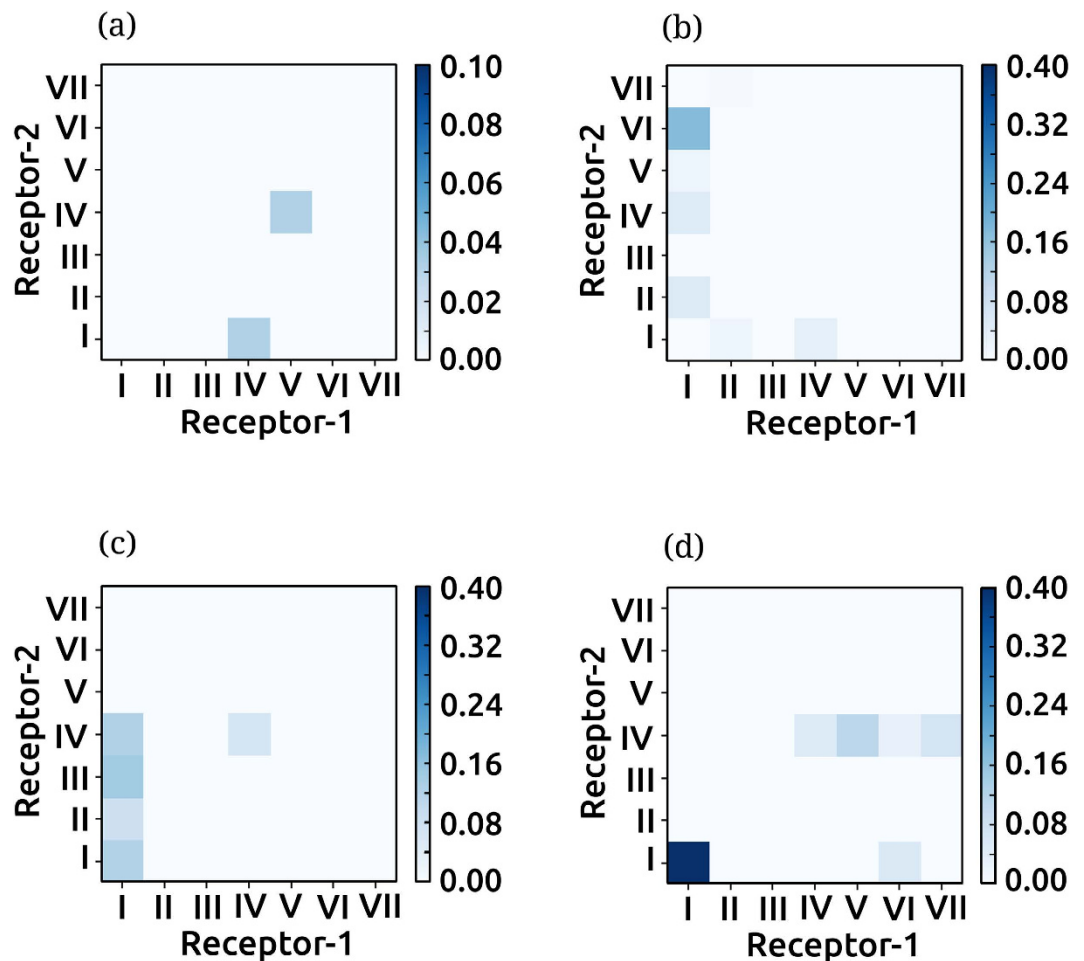 (a)
VII
VI
V
IV
III
II
I
Receptor-2
I II III IV V VI VII
Receptor-1
0.10
0.08
0.06
0.04
0.02
0.00
(b)
VII
VI
V
IV
III
II
I
Receptor-2
I II III IV V VI VII
Receptor-1
0.40
0.32
0.24
0.16
0.08
0.00
(c)
VII
VI
V
IV
III
II
I
Receptor-2
I II III IV V VI VII
Receptor-1
0.40
0.32
0.24
0.16
0.08
0.00
(d)
VII
VI
V
IV
III
II
I
Receptor-2
I II III IV V VI VII
Receptor-1
0.40
0.32
0.24
0.16
0.08
0.00